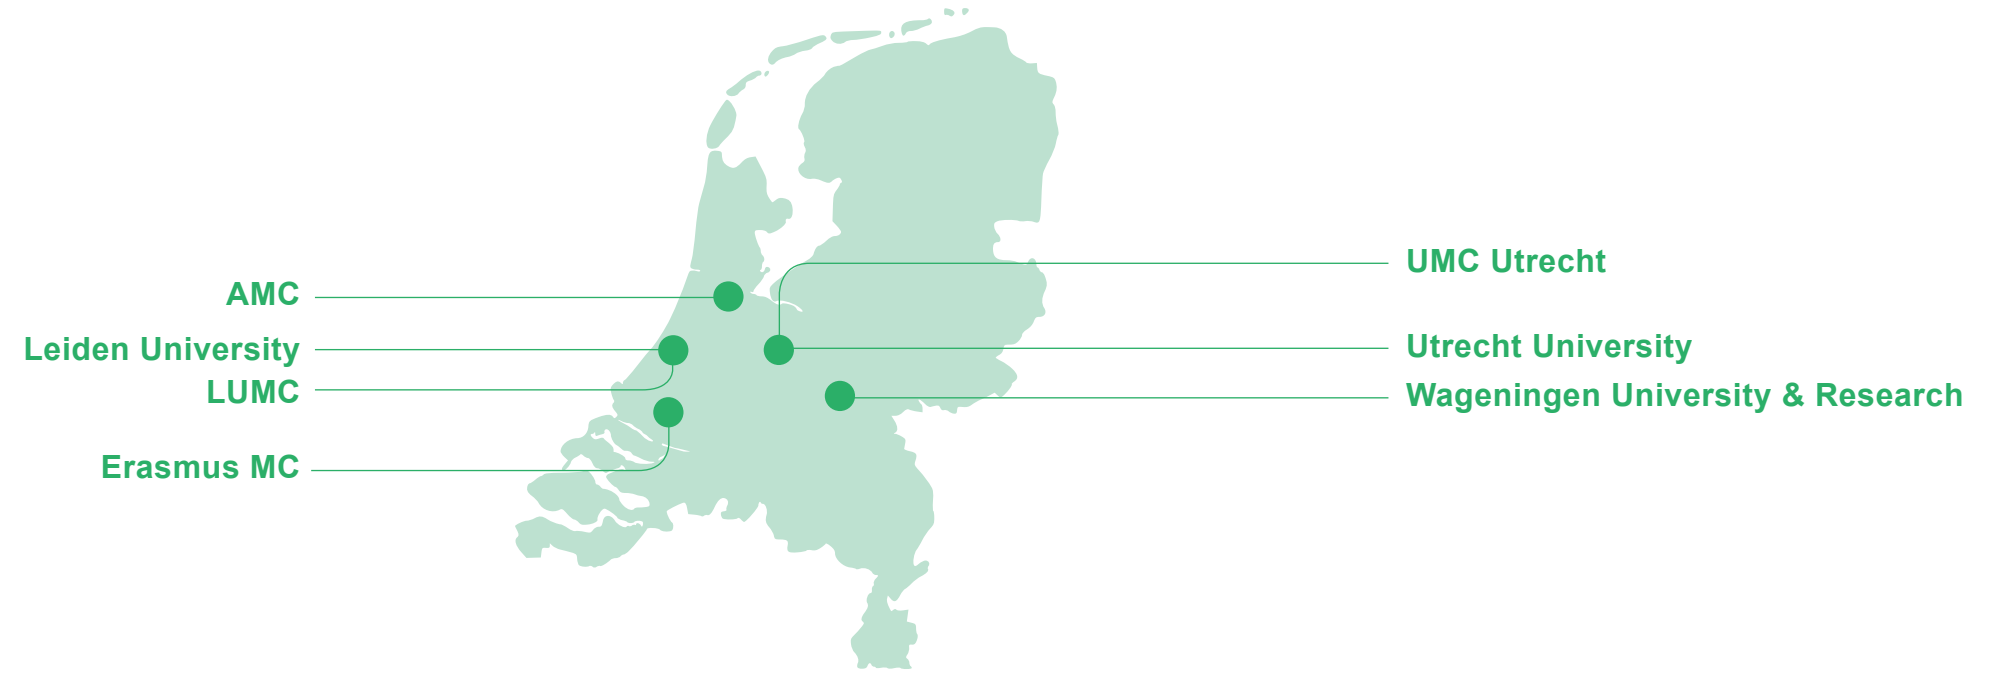 AMC
Leiden University
LUMC
Erasmus MC
UMC Utrecht
Utrecht University
Wageningen University & Research